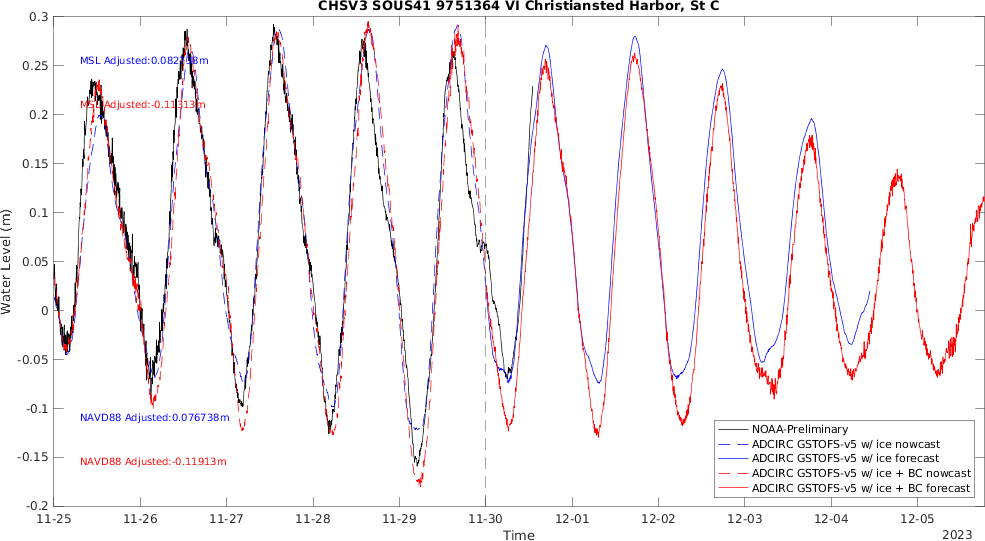 CHSV3 SOUS41 9751364 VI Christiansted Harbor, St C
0.3
0.25
0.2
0.15
0.1
0.05
0
-0.05
-0.1
-0.15
-0.2
Water Level (m)
MSL Adjusted:
MSL Adjusted:-0.11313m
NAVD88 Adjusted:0.076738m
NAVD88 Adjusted:-0.11913m
NOAA-Preliminary
ADCIRC GSTOFS-v5 w/ ice nowcast
ADCIRC GSTOFS-v5 w/ ice forecast
ADCIRC GSTOFS-v5 w/ ice + BC nowcast
ADCIRC GSTOFS-v5 w/ ice + BC forecast
11-25
11-26
11-27
11-28
11-29
11-30
12-01
12-02
12-03
12-04
12-05
Time
2023